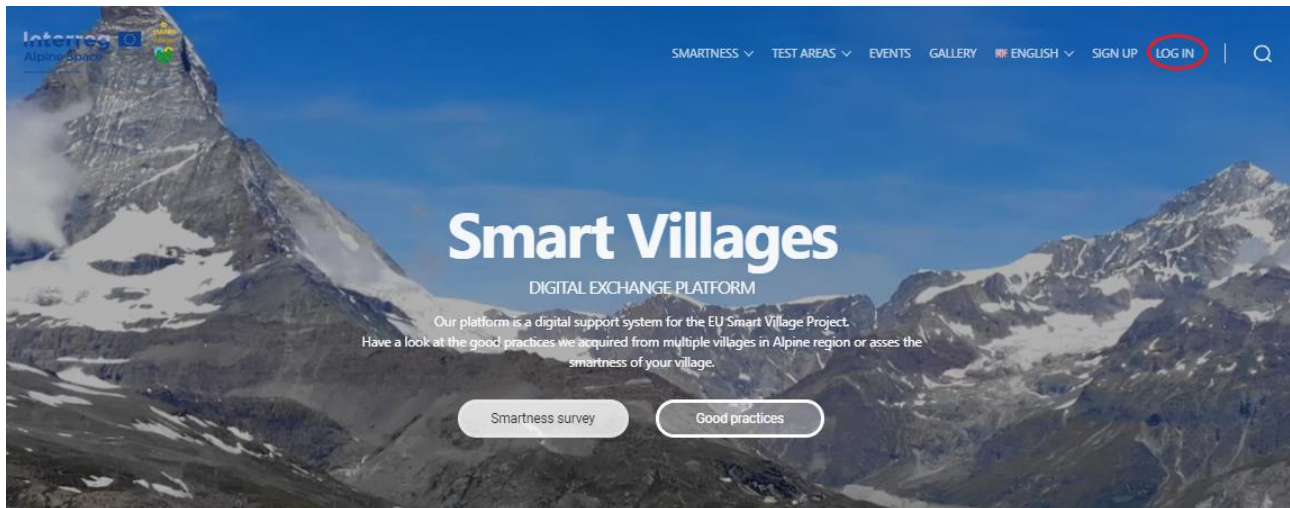 Interreg
Alpine Space
SMARTNESS TEST AREAS EVENTS GALLERY ENGLISH SIGN UP LOG IN
Smart Villages
DIGITAL EXCHANGE PLATFORM
Our platform is a digital support system for the EU Smart Village Project.
Have a look at the good practices we acquired from multiple villages in Alpine region or asses the
smartness of your village.
Smartness survey Good practices